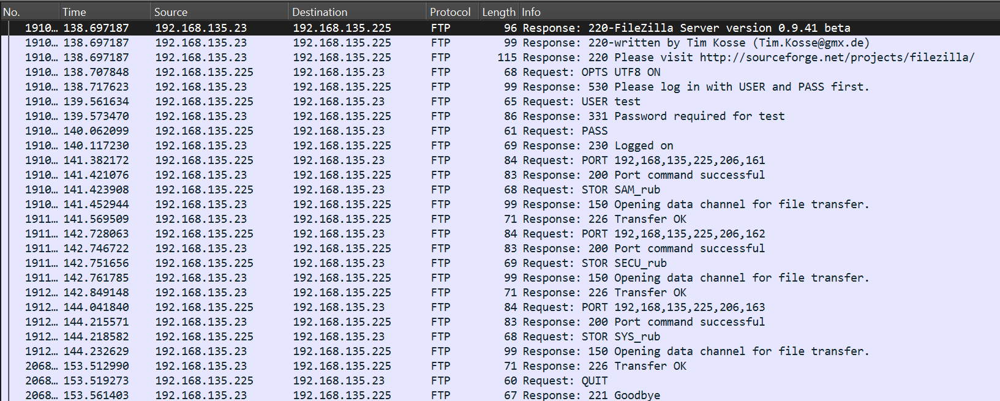 No. Time Source Destination Protocol Length Info
1910… 138.697187 192.168.135.23 192.168.135.225 FTP 96 Response: 220-FileZilla Server version 0.9.41 beta
1910… 138.697187 192.168.135.23 192.168.135.225 FTP 99 Response: 220-written by Tim Kosse (Tim.Kosse@gmx.de)
1910… 138.697187 192.168.135.23 192.168.135.225 FTP 115 Response: 220 Please visit http://sourceforge.net/projects/filezilla/
1910… 138.707848 192.168.135.225 192.168.135.23 FTP 68 Request: OPTS UTF8 ON
1910… 138.717623 192.168.135.23 192.168.135.225 FTP 99 Response: 530 Please log in with USER and PASS first.
1910… 139.561634 192.168.135.225 192.168.135.23 FTP 65 Request: USER test
1910… 139.573470 192.168.135.23 192.168.135.225 FTP 86 Response: 331 Password required for test
1910… 140.062099 192.168.135.225 192.168.135.23 FTP 61 Request: PASS
1910… 140.117230 192.168.135.23 192.168.135.225 FTP 69 Response: 230 Logged on
1910… 141.382172 192.168.135.225 192.168.135.23 FTP 84 Request: PORT 192,168,135,225,206,161
1910… 141.421076 192.168.135.23 192.168.135.225 FTP 83 Response: 200 Port command successful
1910… 141.423908 192.168.135.225 192.168.135.23 FTP 68 Request: STOR SAM_rub
1910… 141.452944 192.168.135.23 192.168.135.225 FTP 99 Response: 150 Opening data channel for file transfer.
1911… 141.569509 192.168.135.23 192.168.135.225 FTP 71 Response: 226 Transfer OK
1911… 142.728063 192.168.135.225 192.168.135.23 FTP 84 Request: PORT 192,168,135,225,206,162
1911… 142.746722 192.168.135.23 192.168.135.225 FTP 83 Response: 200 Port command successful
1911… 142.751656 192.168.135.225 192.168.135.23 FTP 69 Request: STOR SECU_rub
1911… 142.761785 192.168.135.23 192.168.135.225 FTP 99 Response: 150 Opening data channel for file transfer.
1912… 142.849148 192.168.135.23 192.168.135.225 FTP 71 Response: 226 Transfer OK
1912… 144.041840 192.168.135.225 192.168.135.23 FTP 84 Request: PORT 192,168,135,225,206,163
1912… 144.215571 192.168.135.23 192.168.135.225 FTP 83 Response: 200 Port command successful
1912… 144.218582 192.168.135.225 192.168.135.23 FTP 68 Request: STOR SYS_rub
1912… 144.232629 192.168.135.23 192.168.135.225 FTP 99 Response: 150 Opening data channel for file transfer.
2068… 153.512990 192.168.135.23 192.168.135.225 FTP 71 Response: 226 Transfer OK
2068… 153.519273 192.168.135.225 192.168.135.23 FTP 60 Request: QUIT
2068… 153.561403 192.168.135.23 192.168.135.225 FTP 67 Response: 221 Goodbye